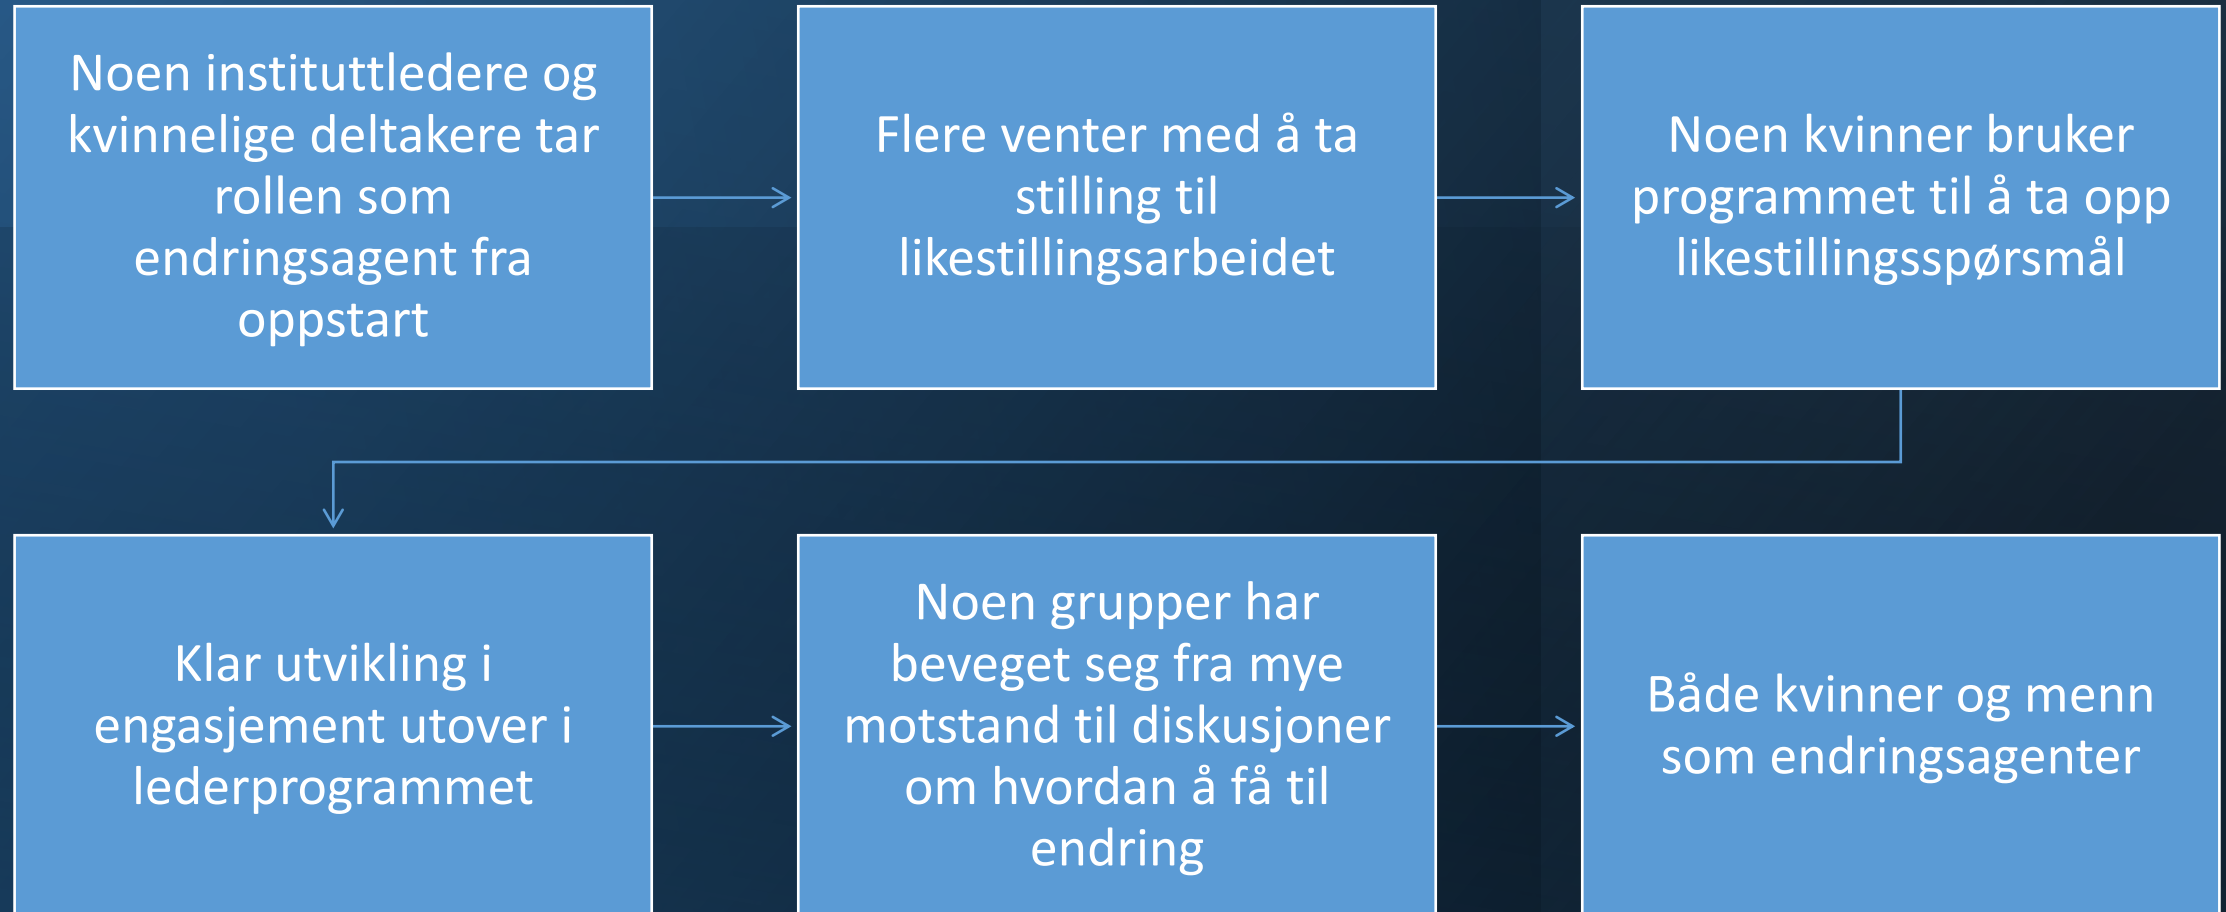 Noen instituttledere og
kvinnelige deltakere tar
rollen som
endringsagent fra
oppstart
Flere venter med å ta
stilling til
likestillingsarbeidet
Noen kvinner bruker
programmet til å ta opp
likestillingsspørsmål
Klar utvikling i
engasjement utover i
lederprogrammet
Noen grupper har
beveget seg fra mye
motstand til diskusjoner
om hvordan å få til
endring
Både kvinner og menn
som endringsagenter